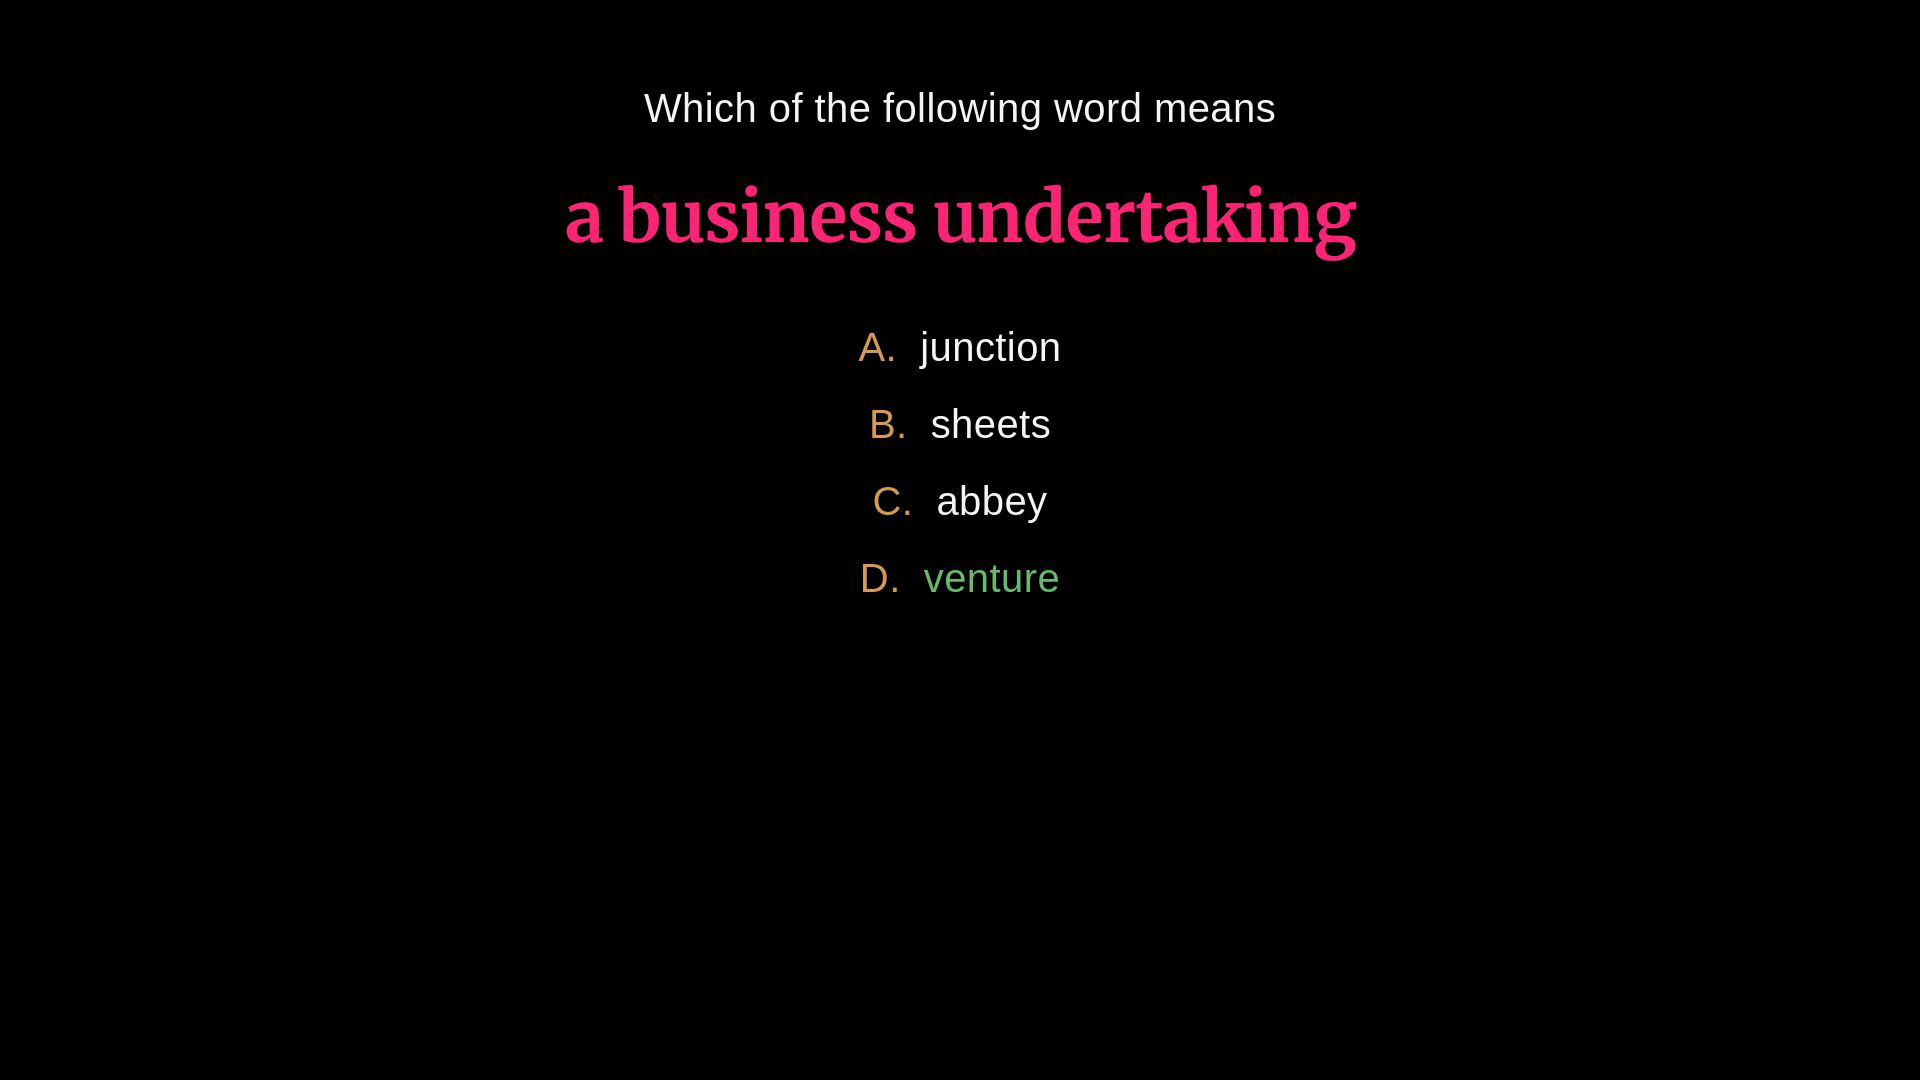 Which of the following word means
a business undertaking
A. junction
B. sheets
C. abbey
D. venture